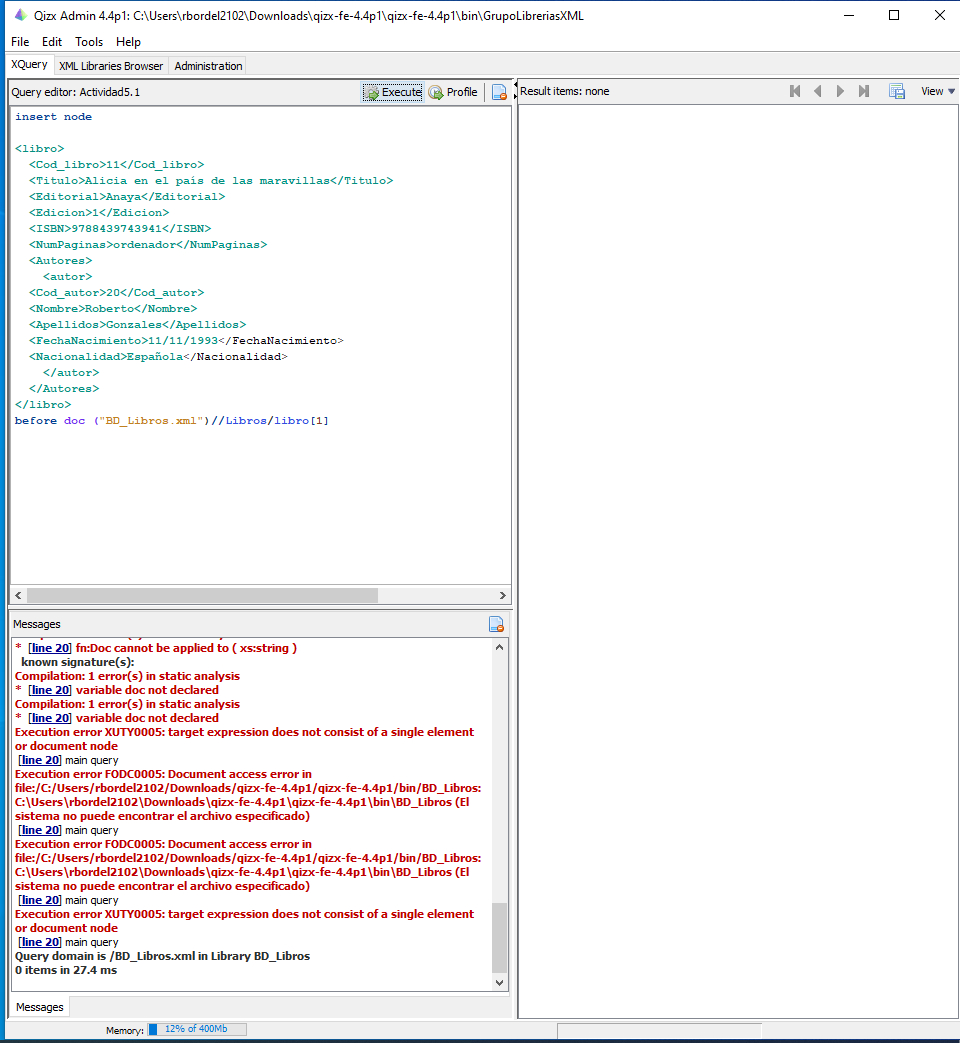 Qizx Admin 4.4p1: C:\Users\rbordel2102\Downloads\qizx-fe-4.4p1\qizx-fe-4.4p1\bin\GrupoLibreriasXML
File Edit Tools Help
XQuery XML Libraries Browser Administration
Query editor: Actividad5.1 Execute Profile
insert node
<libro>
<Cod_libro>11</Cod_libro>
<Titulo>Alicia en el país de las maravillas</Titulo>
<Editorial>Anaya</Editorial>
<Edicion>1</Edicion>
<ISBN>9788439743941</ISBN>
<NumPaginas>ordenador</NumPaginas>
<Autores>
<autor>
<Cod_autor>20</Cod_autor>
<Nombre>Roberto</Nombre>
<Apellidos>Gonzales</Apellidos>
<FechaNacimiento>11/11/1993</FechaNacimiento>
<Nacionalidad>Española</Nacionalidad>
</autor>
</Autores>
</libro>
before doc ("BD_Libros.xml")//Libros/libro[1]
Result items: none View
Messages
* [line 20] fn:Doc cannot be applied to ( xs:string )
known signature(s):
Compilation: 1 error(s) in static analysis
* [line 20] variable doc not declared
Compilation: 1 error(s) in static analysis
* [line 20] variable doc not declared
Execution error XUTY0005: target expression does not consist of a single element
or document node
[line 20] main query
Execution error FODC0005: Document access error in
file:/C:/Users/rbordel2102/Downloads/qizx-fe-4.4p1/qizx-fe-4.4p1/bin/BD_Libros:
C:\Users\rbordel2102\Downloads\qizx-fe-4.4p1\qizx-fe-4.4p1\bin\BD_Libros (El
sistema no puede encontrar el archivo especificado)
[line 20] main query
Execution error FODC0005: Document access error in
file:/C:/Users/rbordel2102/Downloads/qizx-fe-4.4p1/qizx-fe-4.4p1/bin/BD_Libros:
C:\Users\rbordel2102\Downloads\qizx-fe-4.4p1\qizx-fe-4.4p1\bin\BD_Libros (El
sistema no puede encontrar el archivo especificado)
[line 20] main query
Execution error XUTY0005: target expression does not consist of a single element
or document node
[line 20] main query
Query domain is /BD_Libros.xml in Library BD_Libros
0 items in 27.4 ms
Messages
Memory: 12% of 400Mb